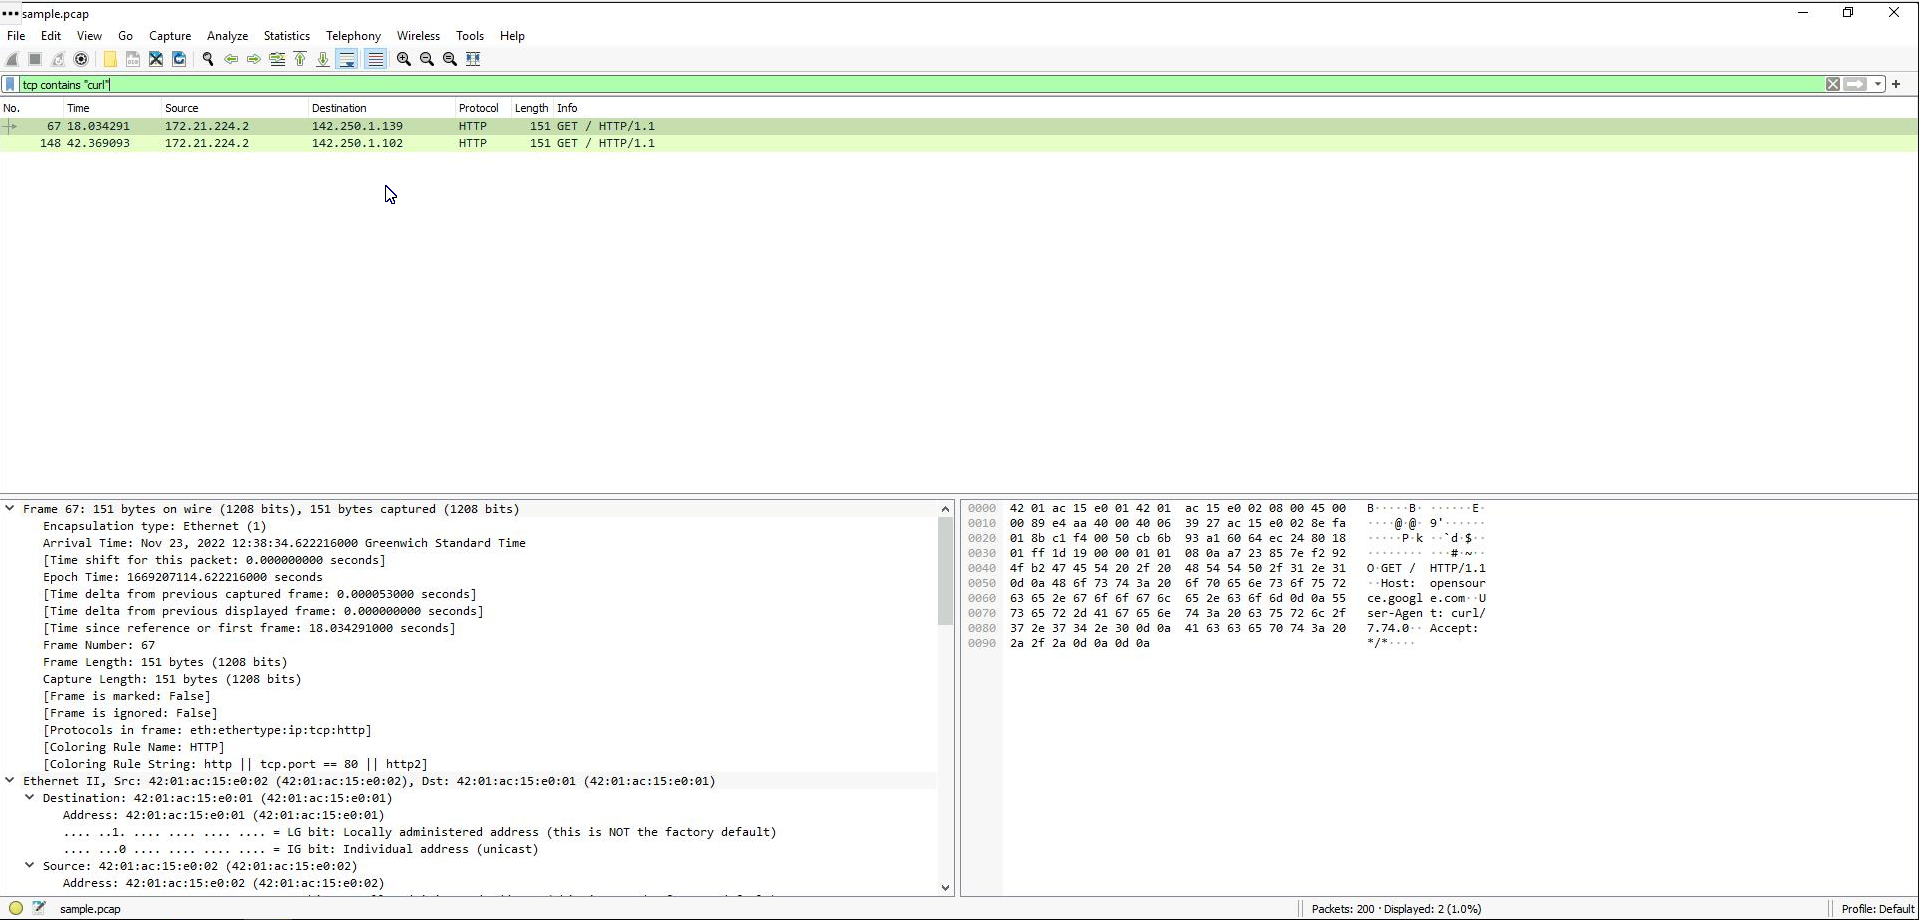 sample.pcap
File Edit View Go Capture Analyze Statistics Telephony Wireless Tools Help
tcp contains "curl"
No. Time Source Destination Protocol Length Info
67 18.034291 172.21.224.2 142.250.1.139 HTTP 151 GET / HTTP/1.1
148 42.369093 172.21.224.2 142.250.1.102 HTTP 151 GET / HTTP/1.1
Frame 67: 151 bytes on wire (1208 bits), 151 bytes captured (1208 bits)
Encapsulation type: Ethernet (1)
Arrival Time: Nov 23, 2022 12:38:34.622216000 Greenwich Standard Time
[Time shift for this packet: 0.000000000 seconds]
Epoch Time: 1669207114.622216000 seconds
[Time delta from previous captured frame: 0.000053000 seconds]
[Time delta from previous displayed frame: 0.000000000 seconds]
[Time since reference or first frame: 18.034291000 seconds]
Frame Number: 67
Frame Length: 151 bytes (1208 bits)
Capture Length: 151 bytes (1208 bits)
[Frame is marked: False]
[Frame is ignored: False]
[Protocols in frame: eth:ethertype:ip:tcp:http]
[Coloring Rule Name: HTTP]
[Coloring Rule String: http || tcp.port == 80 || http2]
Ethernet II, Src: 42:01:ac:15:e0:02 (42:01:ac:15:e0:02), Dst: 42:01:ac:15:e0:01 (42:01:ac:15:e0:01)
Destination: 42:01:ac:15:e0:01 (42:01:ac:15:e0:01)
Address: 42:01:ac:15:e0:01 (42:01:ac:15:e0:01)
.... ..1. .... .... .... .... = LG bit: Locally administered address (this is NOT the factory default)
.... ...0 .... .... .... .... = IG bit: Individual address (unicast)
Source: 42:01:ac:15:e0:02 (42:01:ac:15:e0:02)
Address: 42:01:ac:15:e0:02 (42:01:ac:15:e0:02)
0000 42 01 ac 15 e0 01 42 01 ac 15 e0 02 08 00 45 00 B·····B· ······E·
0010 00 89 e4 aa 40 00 40 06 39 27 ac 15 e0 02 8e fa ····@·@· 9'······
0020 01 8b c1 f4 00 50 cb 6b 93 a1 60 64 ec 24 80 18 ·····P·k ··`d·$··
0030 01 ff 1d 19 00 00 01 01 08 0a a7 23 85 7e f2 92 ········ ···#·~··
0040 4f b2 47 45 54 20 2f 20 48 54 54 50 2f 31 2e 31 O·GET / HTTP/1.1
0050 0d 0a 48 6f 73 74 3a 20 6f 70 65 6e 73 6f 75 72 ··Host: opensour
0060 63 65 2e 67 6f 6f 67 6c 65 2e 63 6f 6d 0d 0a 55 ce.googl e.com··U
0070 73 65 72 2d 41 67 65 6e 74 3a 20 63 75 72 6c 2f ser-Agen t: curl/
0080 37 2e 37 34 2e 30 0d 0a 41 63 63 65 70 74 3a 20 7.74.0·· Accept:
0090 2a 2f 2a 0d 0a 0d 0a */*····
sample.pcap
Packets: 200 · Displayed: 2 (1.0%)
Profile: Default